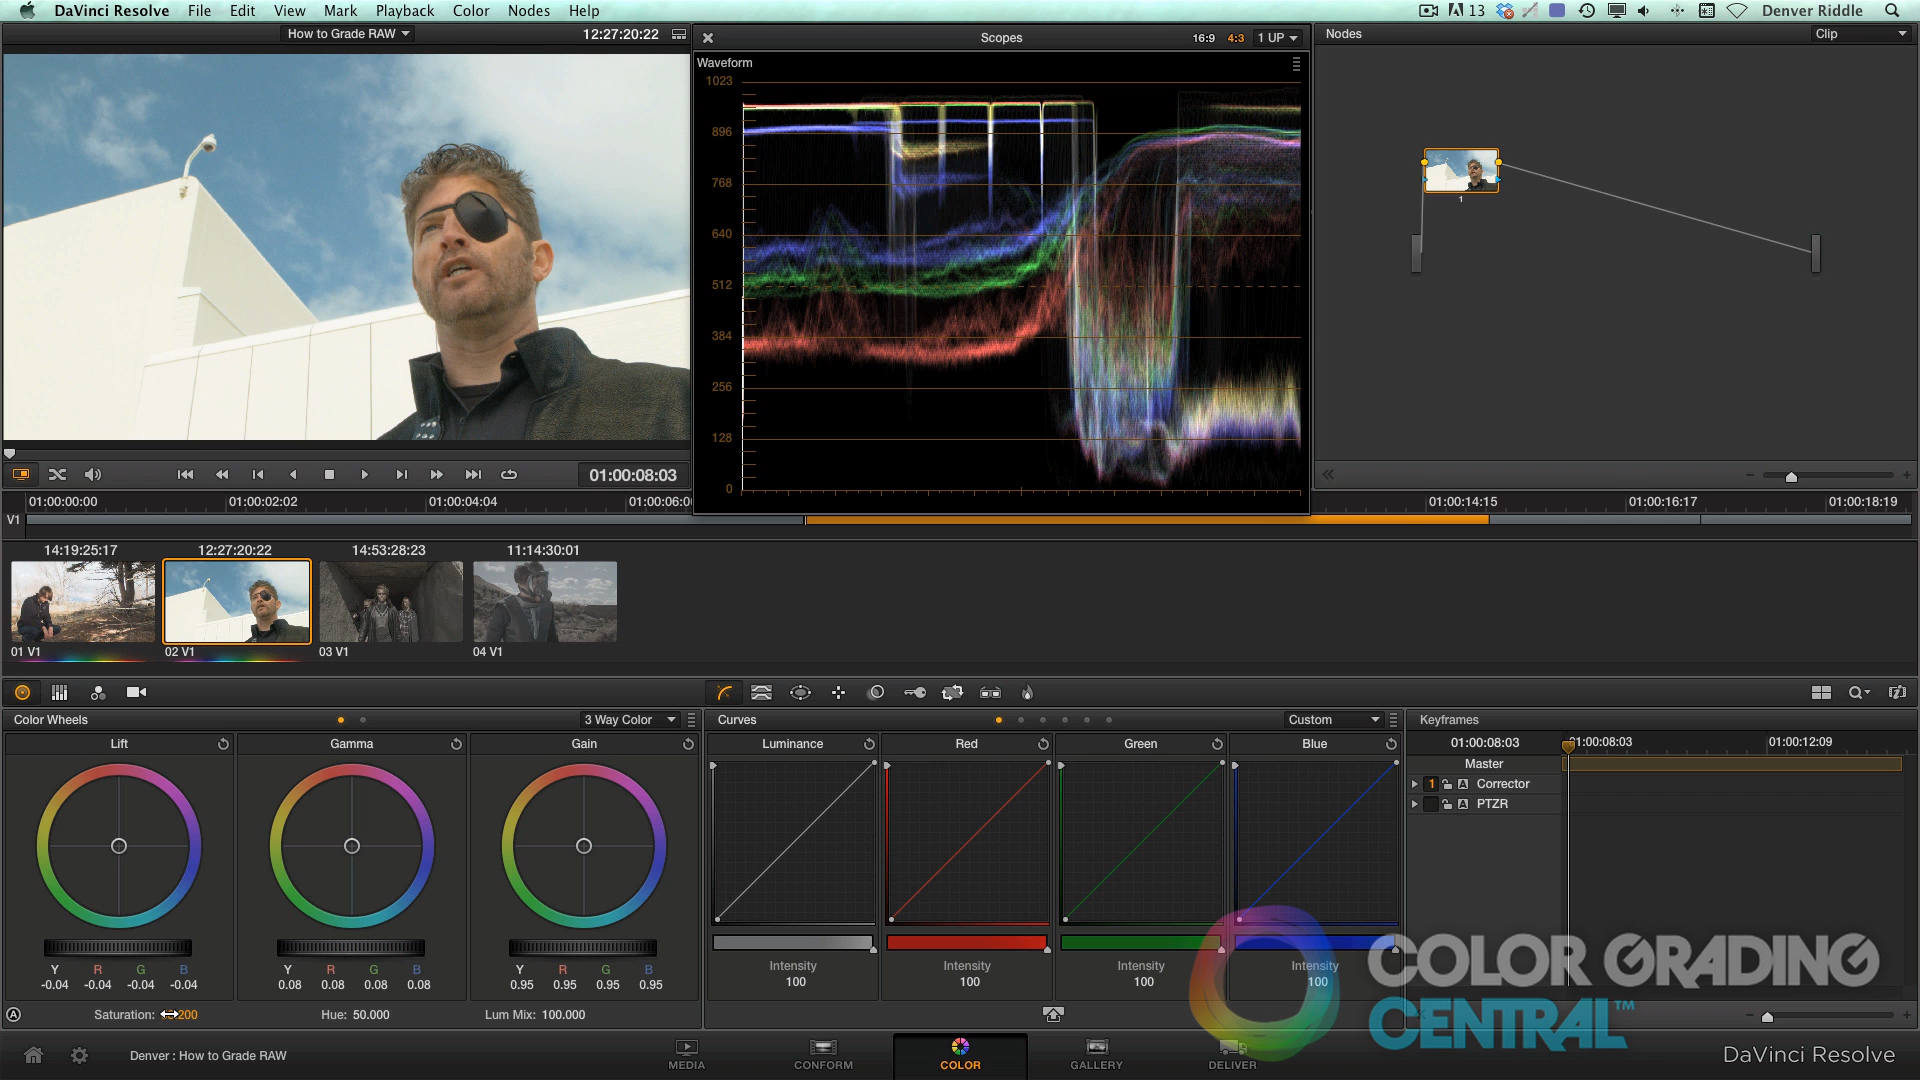 DaVinci Resolve File Edit View Mark Playback Color Nodes Help 13 Denver Riddle
How to Grade RAW 12:27:20:22
Scopes 16:9 4:3 1 UP
Nodes Clip
Waveform
1023
896
768
640
512
384
256
128
0
1
01:00:08:03
01:00:00:00 01:00:02:02 01:00:04:04 01:00:06:0 01:00:14:15 01:00:16:17 01:00:18:19
V1
14:19:25:17 12:27:20:22 14:53:28:23 11:14:30:01
01 V1 02 V1 03 V1 04 V1
Color Wheels 3 Way Color
Curves Custom
Keyframes
Lift Gamma Gain
Luminance Red Green Blue
01:00:08:03 01:00:08:03 01:00:12:09
Master
1 A Corrector
A PTZR
Y R G B Y R G B Y R G B
-0.04 -0.04 -0.04 -0.04 0.08 0.08 0.08 0.08 0.95 0.95 0.95 0.95
Intensity Intensity Intensity Intensity
100 100 100 100
A Saturation: Hue: 50.000 Lum Mix: 100.000
COLOR GRADING
CENTRAL™
Denver : How to Grade RAW
MEDIA CONFORM COLOR GALLERY DELIVER
DaVinci Resolve